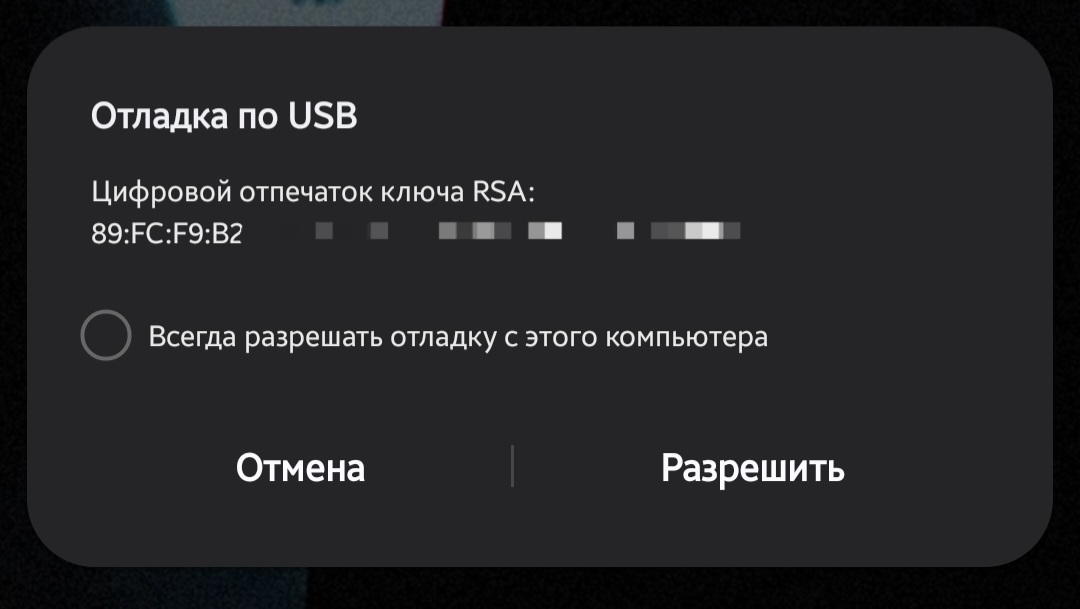 Отладка по USB
Цифровой отпечаток ключа RSA:
89:FC:F9:B2
Всегда разрешать отладку с этого компьютера
Отмена
Разрешить